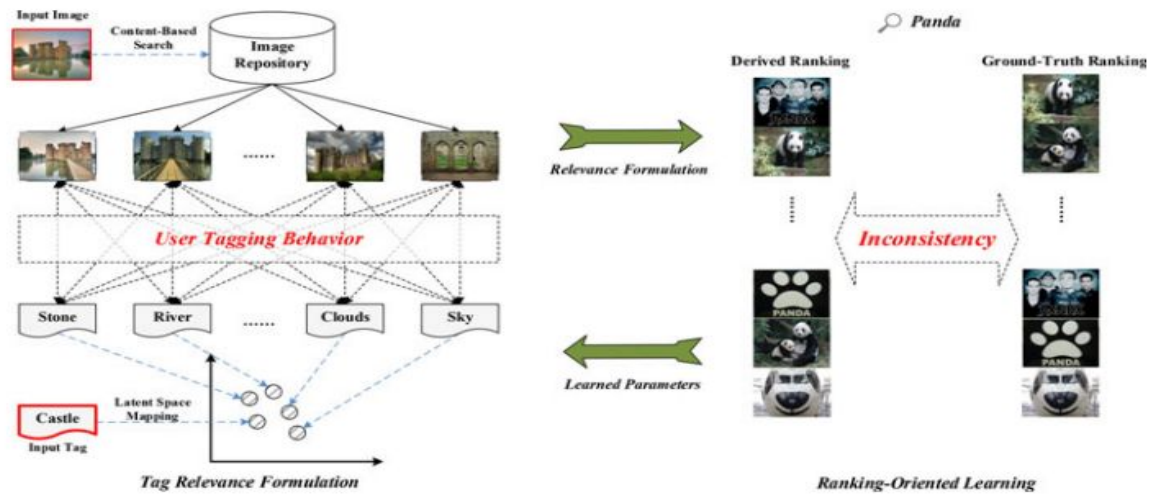 Input Image
Content-Based
Search
Image
Repository
......
User Tagging Behavior
Stone
River
......
Clouds
Sky
Castle
Input Tag
Latent Space
Mapping
Tag Relevance Formulation
Relevance Formulation
Learned Parameters
Panda
Derived Ranking
Ground-Truth Ranking
Inconsistency
PANDA
PANDA
Ranking-Oriented Learning